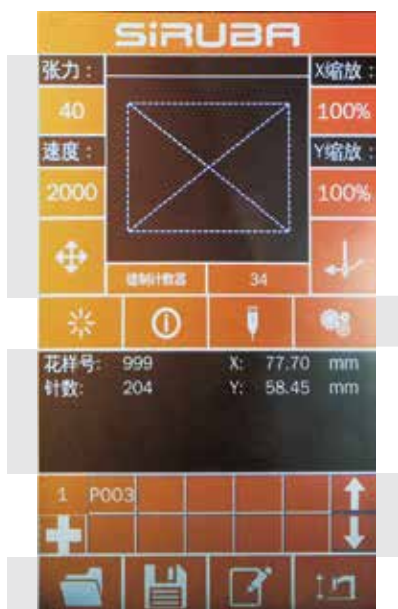 SiRUBA
张力： X缩放：
40 100%
速度： Y缩放：
2000 100%
缝制计数器 34
花样号: 999 X: 77.70 mm
针数: 204 Y: 58.45 mm
1 P003